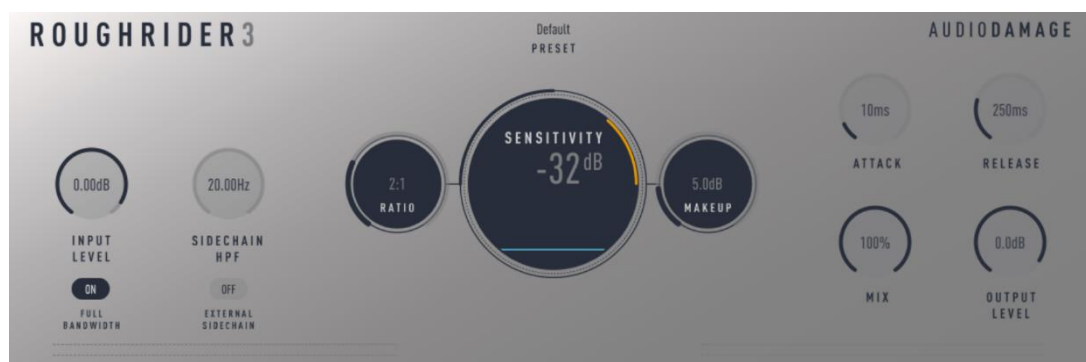 ROUGHRIDER3
Default
PRESET
AUDIODAMAGE
0.00dB
INPUT
LEVEL
ON
FULL
BANDWIDTH
20.00Hz
SIDECHAIN
HPF
OFF
EXTERNAL
SIDECHAIN
2:1
RATIO
SENSITIVITY
-32dB
5.0dB
MAKEUP
10ms
ATTACK
250ms
RELEASE
100%
MIX
0.0dB
OUTPUT
LEVEL